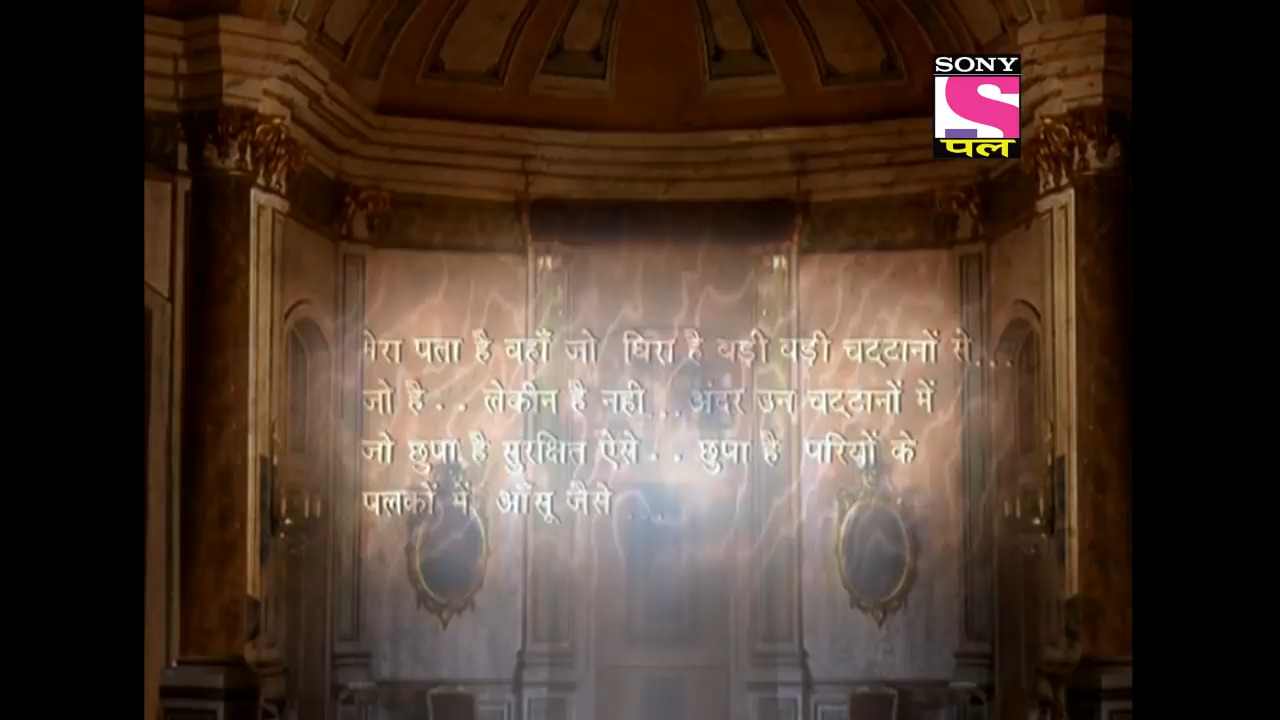 SONY
S
पल
मेरा पता है वहाँ जो घिरा है बड़ी बड़ी चट्टानों से...
जो है.. लेकीन है नही...अंदर उन चट्टानों में
जो छुपा है सुरक्षित ऐसे.. छुपा है परियों के
पलकों में आँसू जैसे ...